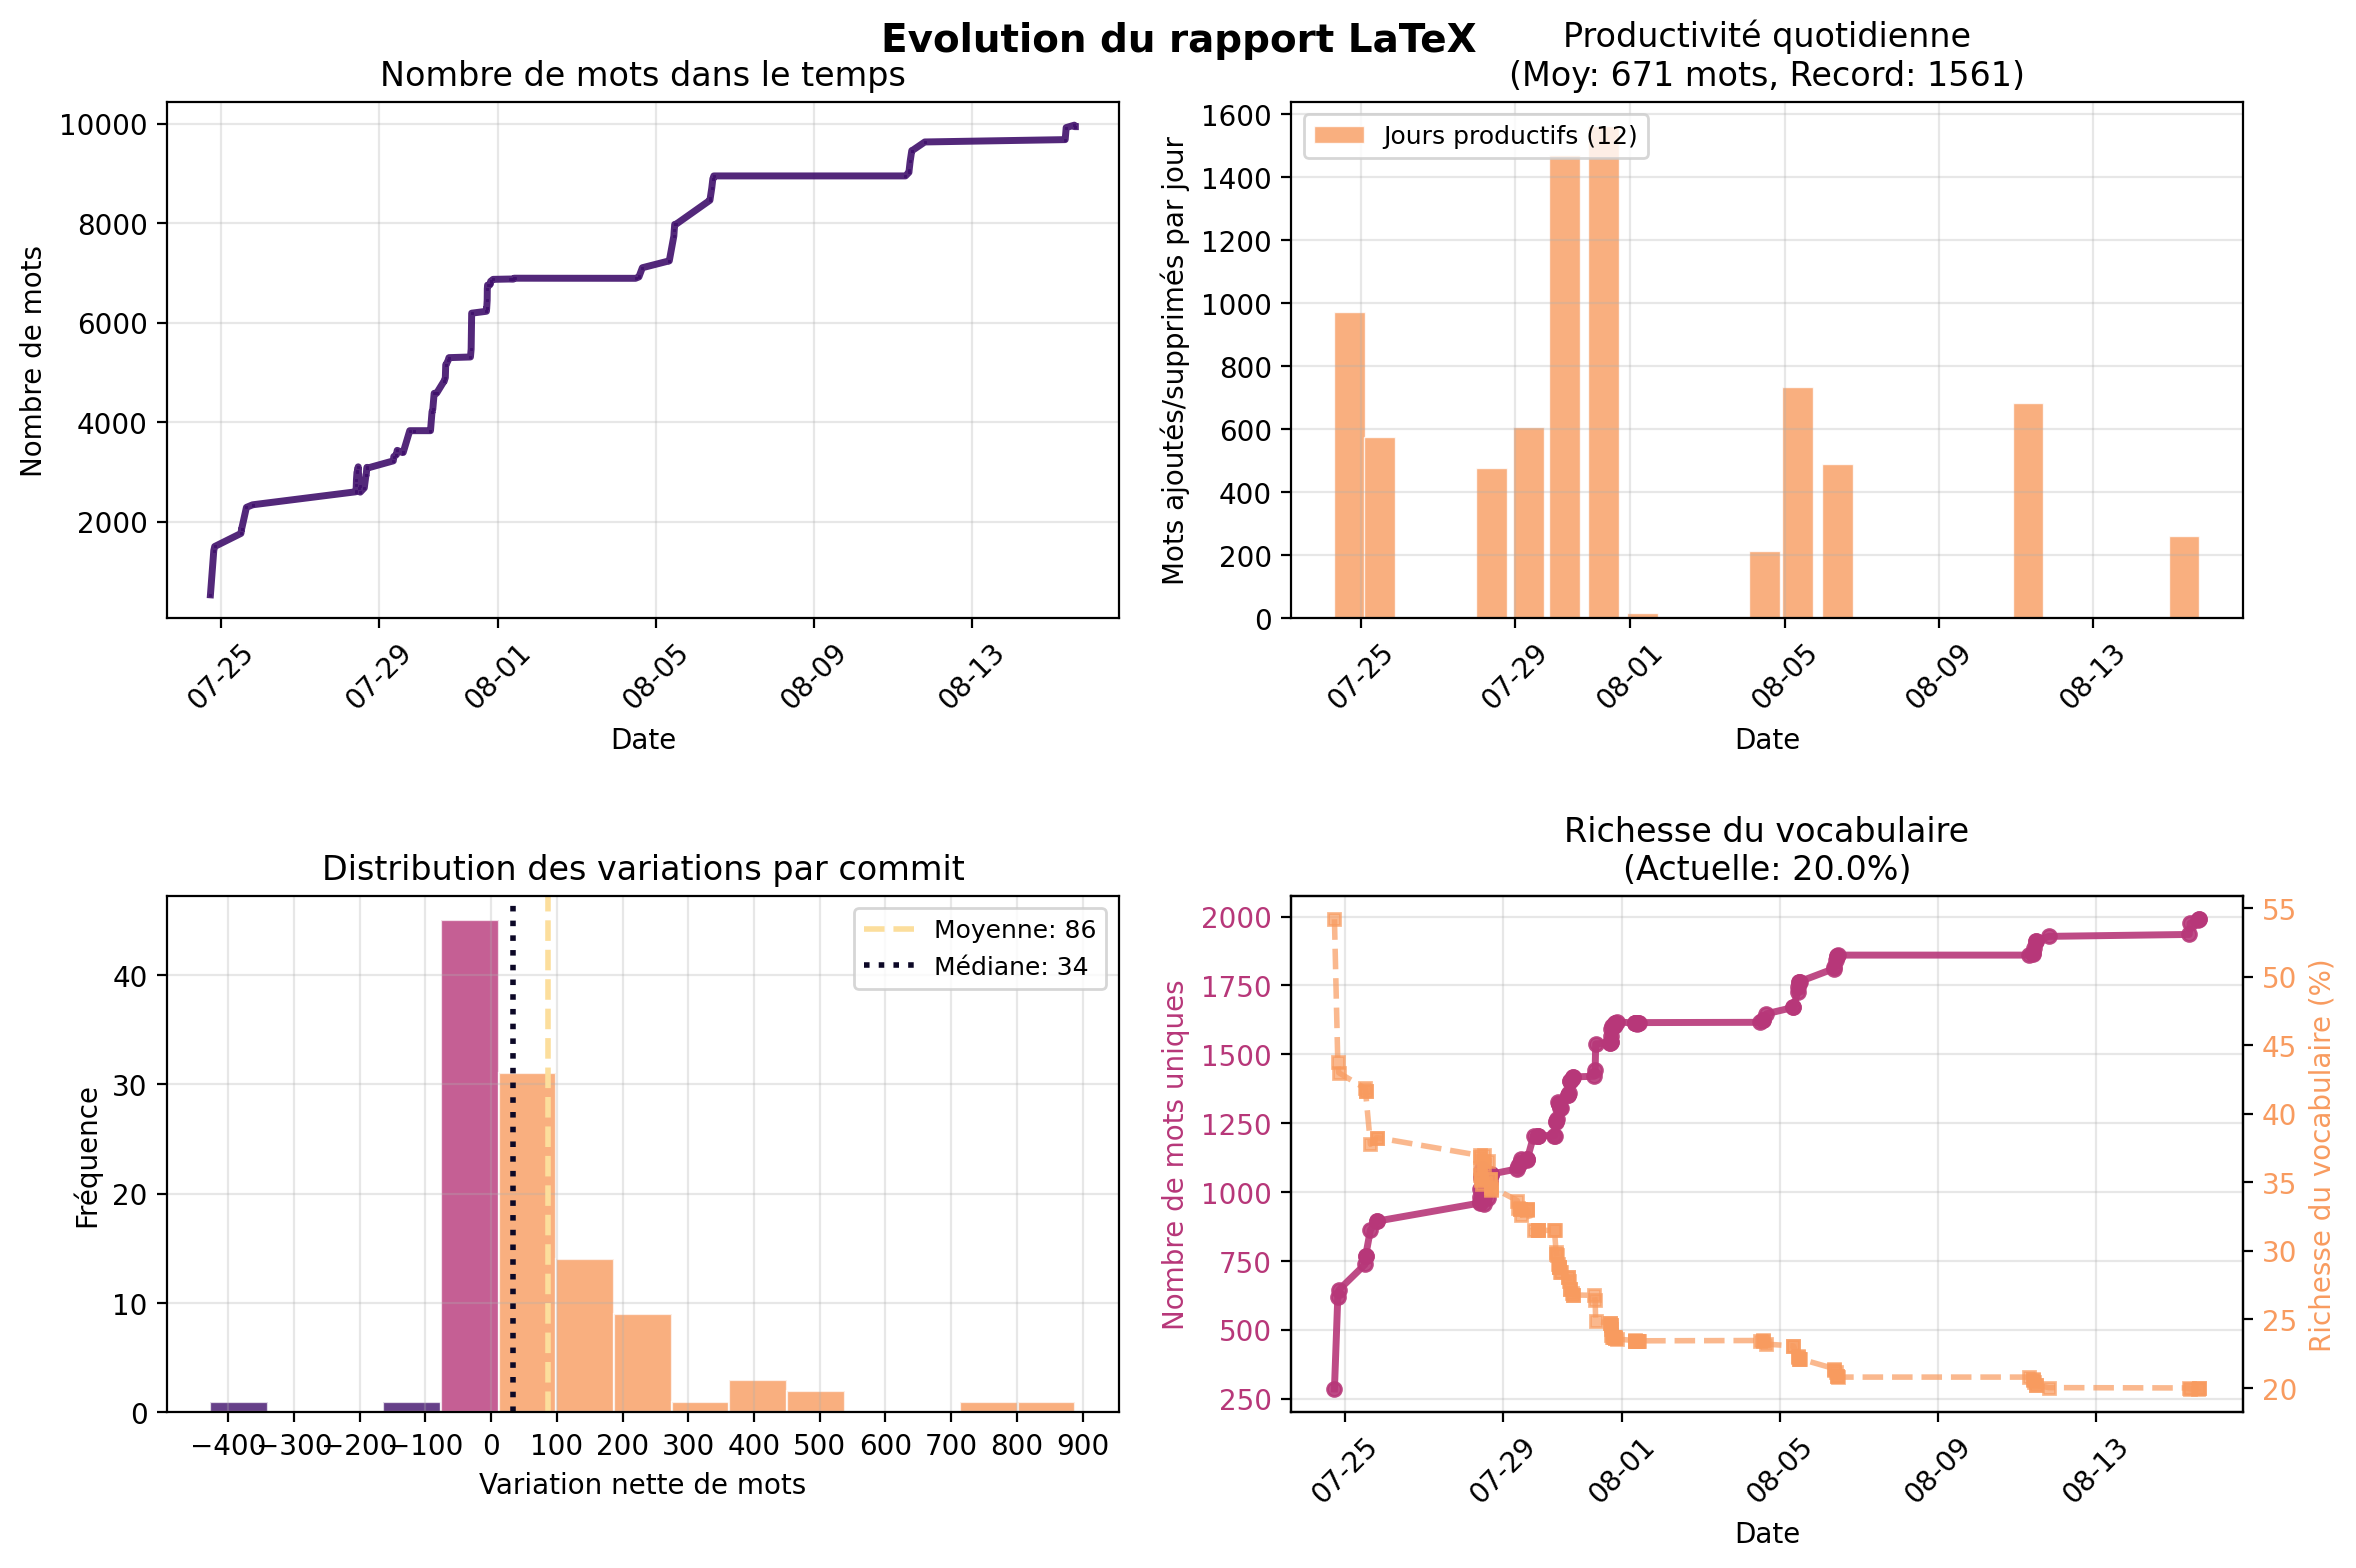 Evolution du rapport LaTeX
Nombre de mots dans le temps
10000
8000
6000
4000
2000
Nombre de mots
07-25
07-29
08-01
08-05
08-09
08-13
Date
Productivité quotidienne
(Moy: 671 mots, Record: 1561)
Jours productifs (12)
1600
1400
1200
1000
800
600
400
200
0
Mots ajoutés/supprimés par jour
07-25
07-29
08-01
08-05
08-09
08-13
Date
Distribution des variations par commit
Moyenne: 86
Médiane: 34
40
30
20
10
0
Fréquence
−400 −300 −200 −100 0 100 200 300 400 500 600 700 800 900
Variation nette de mots
Richesse du vocabulaire
(Actuelle: 20.0%)
2000
1750
1500
1250
1000
750
500
250
Nombre de mots uniques
55
50
45
40
35
30
25
20
Richesse du vocabulaire (%)
07-25
07-29
08-01
08-05
08-09
08-13
Date